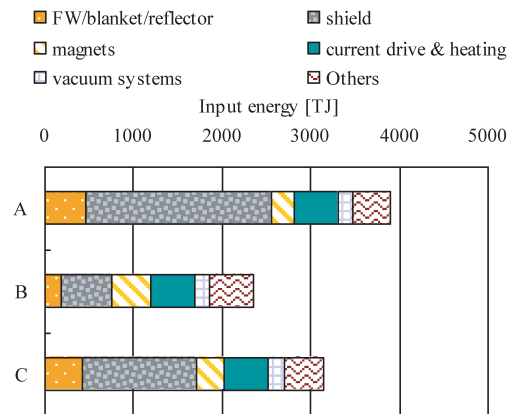 FW/blanket/reflector shield
magnets current drive & heating
vacuum systems Others
Input energy [TJ]
0 1000 2000 3000 4000 5000
A
B
C